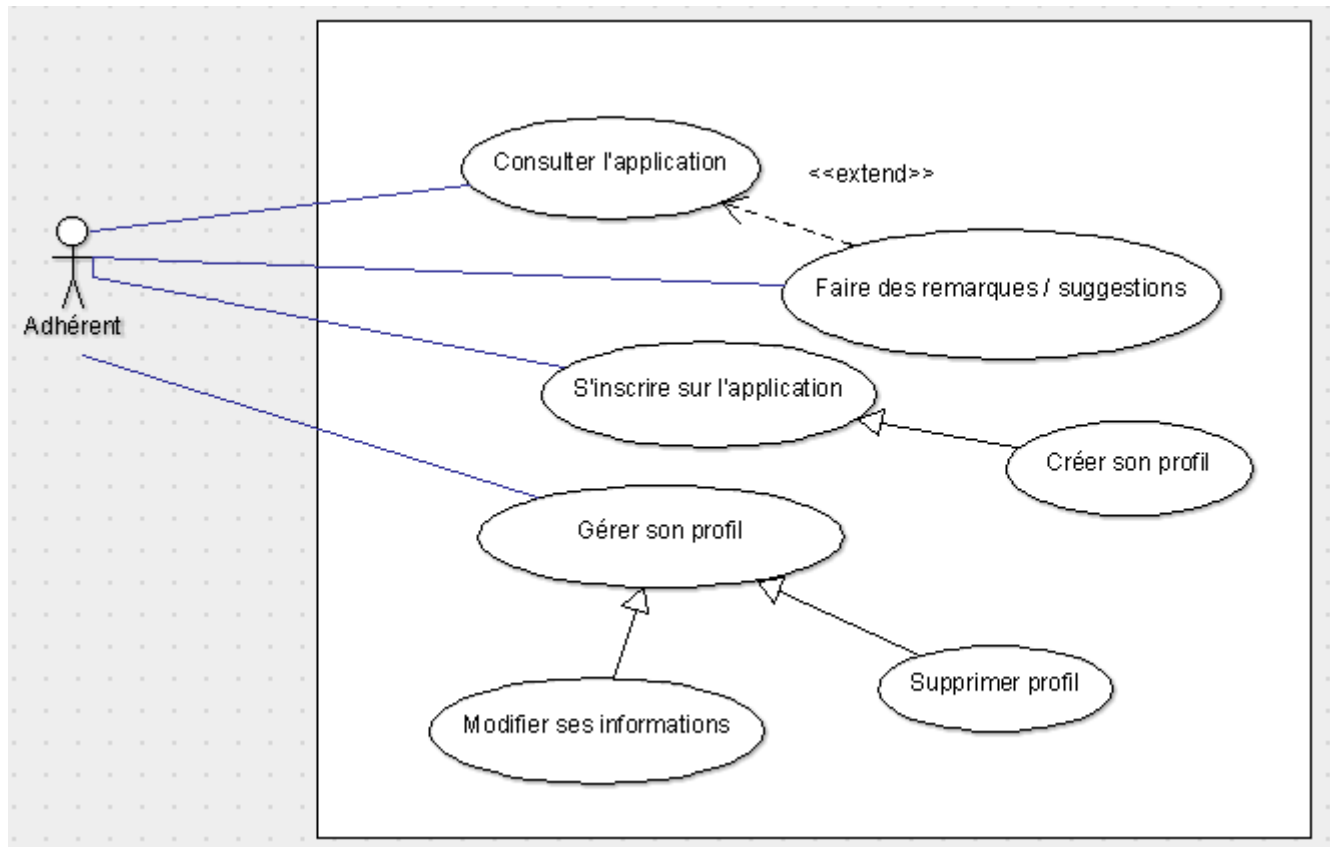 Consulter l'application
<<extend>>
Faire des remarques / suggestions
Adhérent
S'inscrire sur l'application
Créer son profil
Gérer son profil
Supprimer profil
Modifier ses informations